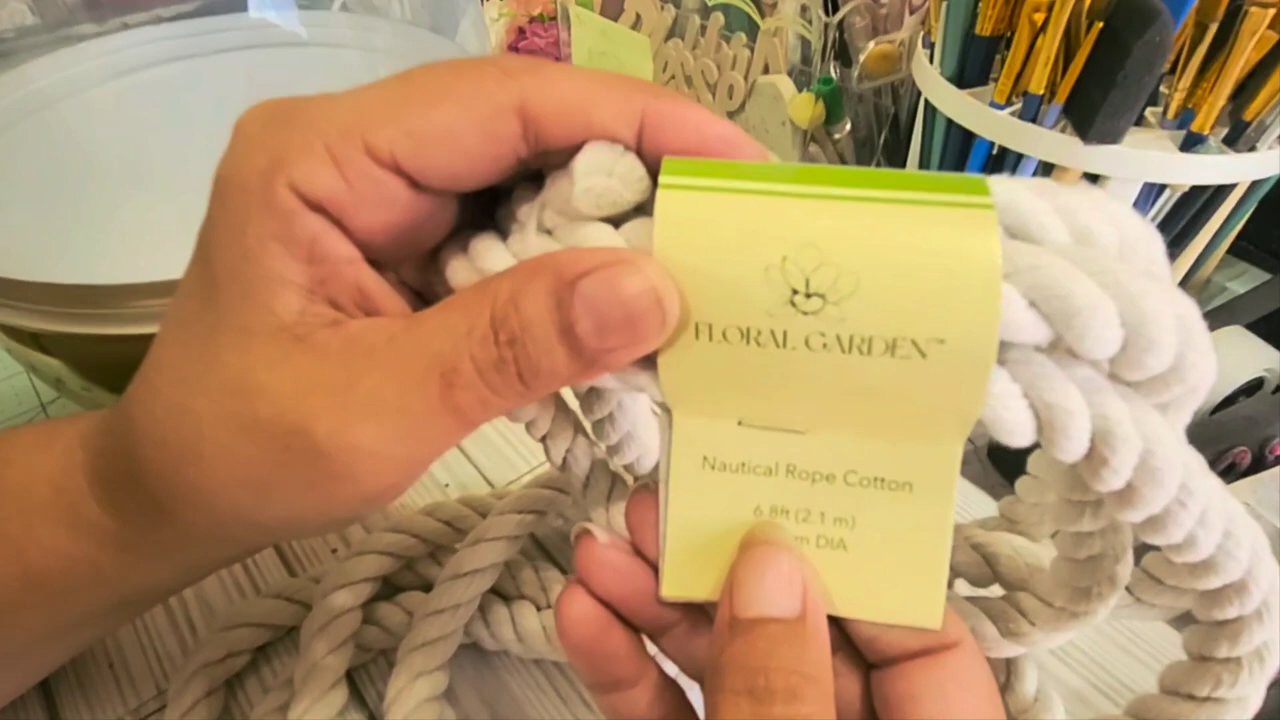 FLORAL GARDEN™
Nautical Rope Cotton
6.8ft (2.1 m)
m DIA